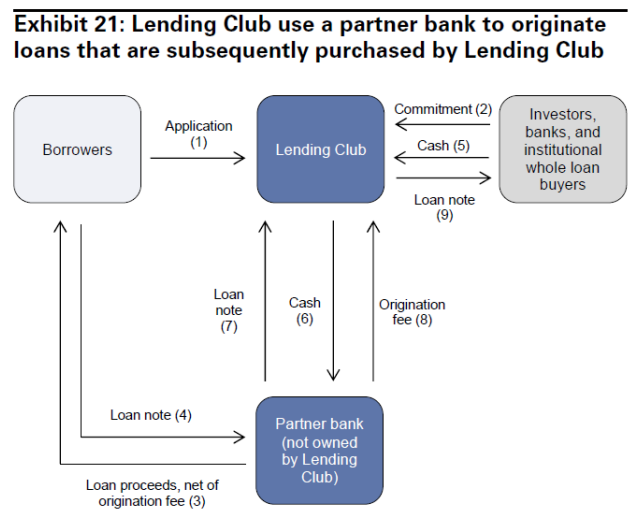 Exhibit 21: Lending Club use a partner bank to originate
loans that are subsequently purchased by Lending Club
Borrowers
Application
(1)
Lending Club
Commitment (2)
Cash (5)
Loan note
(9)
Investors,
banks, and
institutional
whole loan
buyers
Loan
note
(7)
Cash
(6)
Origination
fee (8)
Loan note (4)
Loan proceeds, net of
origination fee (3)
Partner bank
(not owned
by Lending
Club)